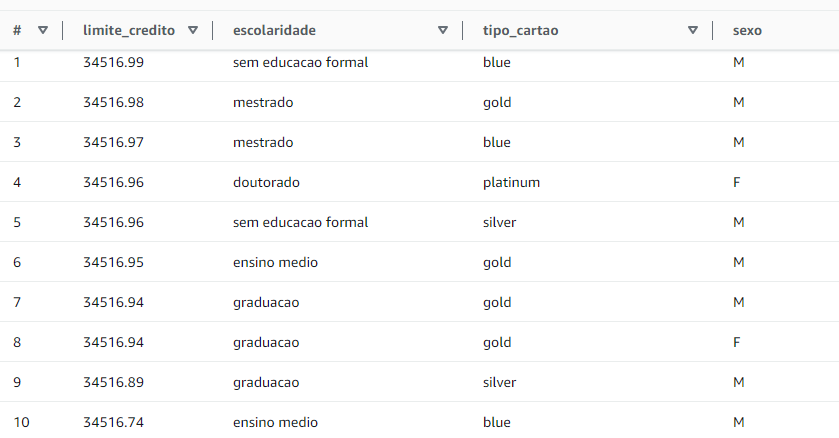 # limite_credito escolaridade tipo_cartao sexo
1 34516.99 sem educacao formal blue M
2 34516.98 mestrado gold M
3 34516.97 mestrado blue M
4 34516.96 doutorado platinum F
5 34516.96 sem educacao formal silver M
6 34516.95 ensino medio gold M
7 34516.94 graduacao gold M
8 34516.94 graduacao gold F
9 34516.89 graduacao silver M
10 34516.74 ensino medio blue M